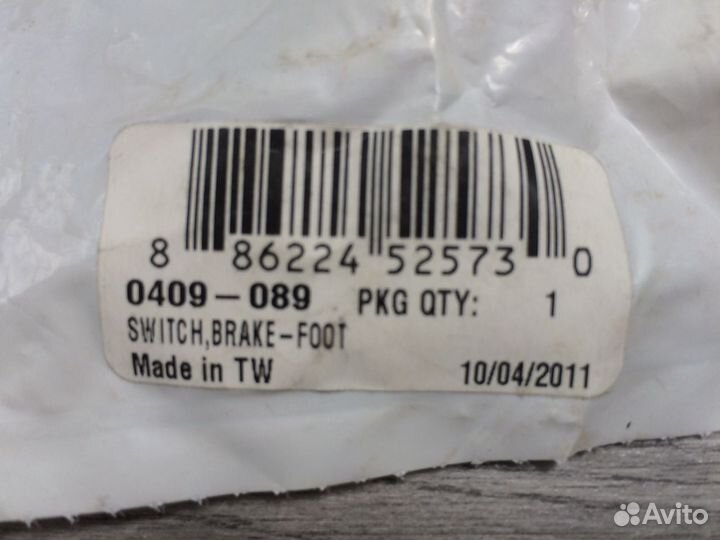 8 86224 52573 0
0409-089 PKG QTY: 1
SWITCH,BRAKE-FOOT
Made in TW 10/04/2011
Avito